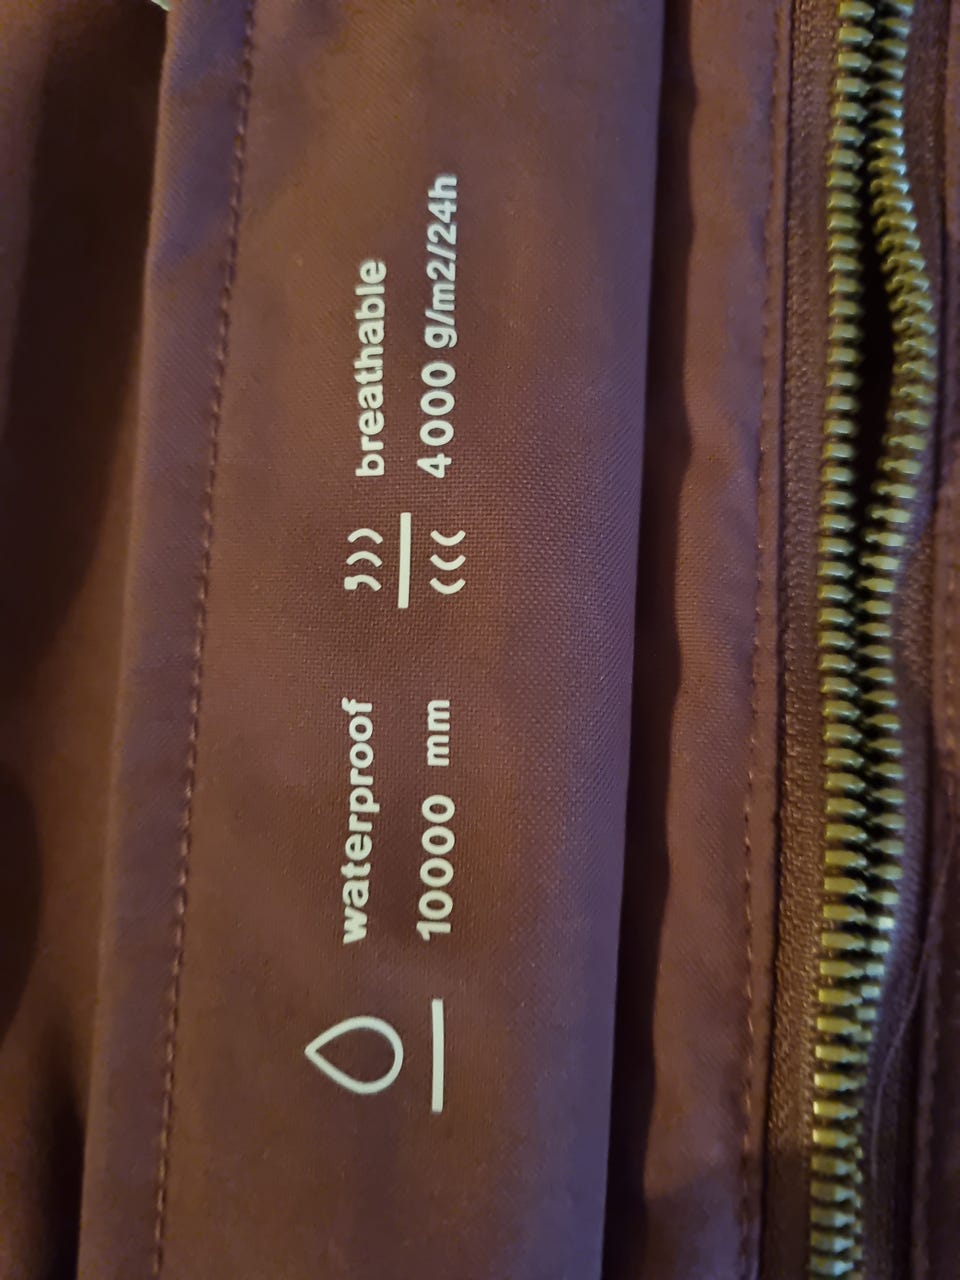 waterproof
10000 mm
breathable
4000 g/m2/24h